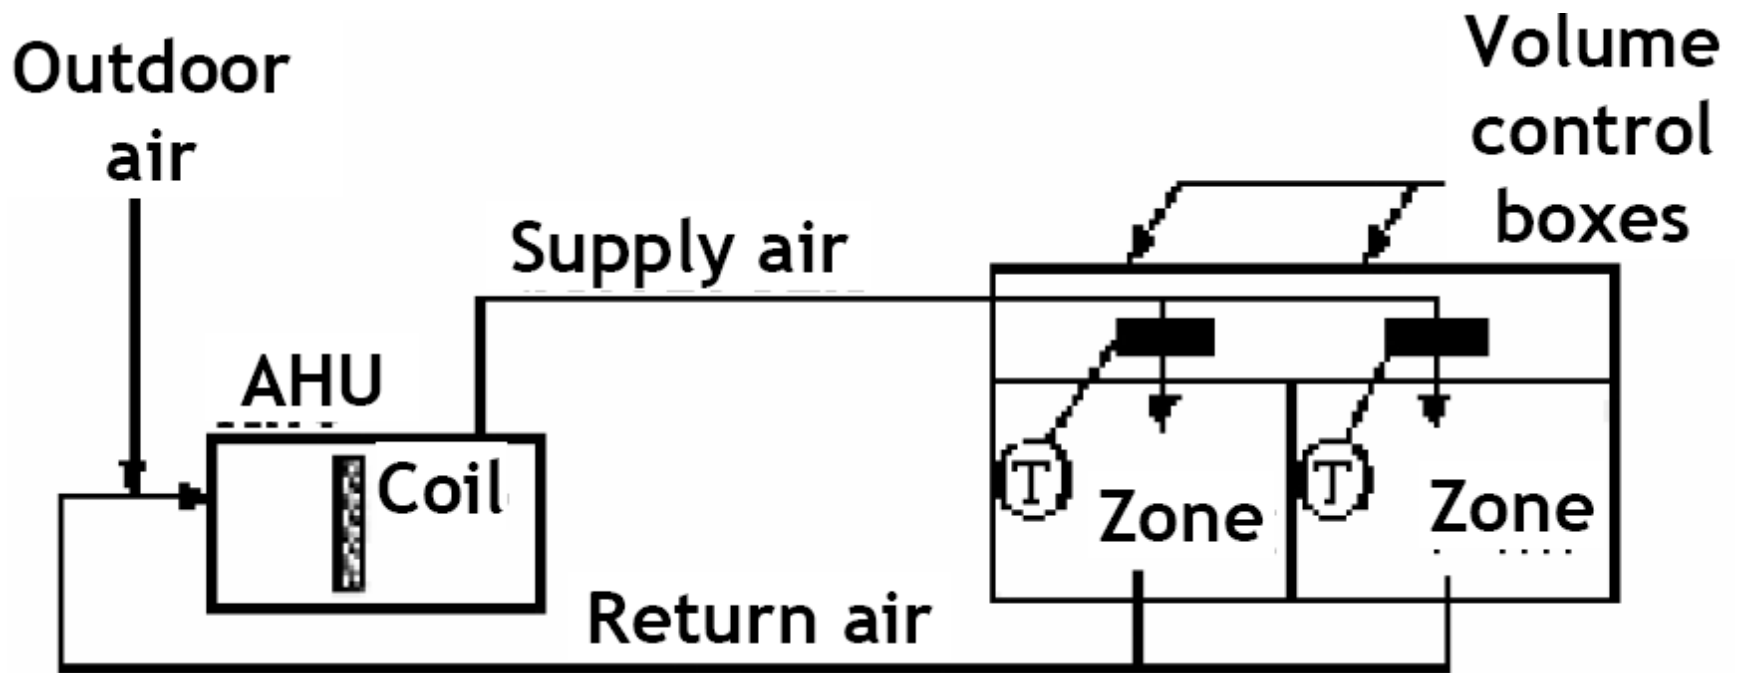 Outdoor
air
Volume
control
boxes
Supply air
AHU
Coil
T
T
Zone
Zone
Return air